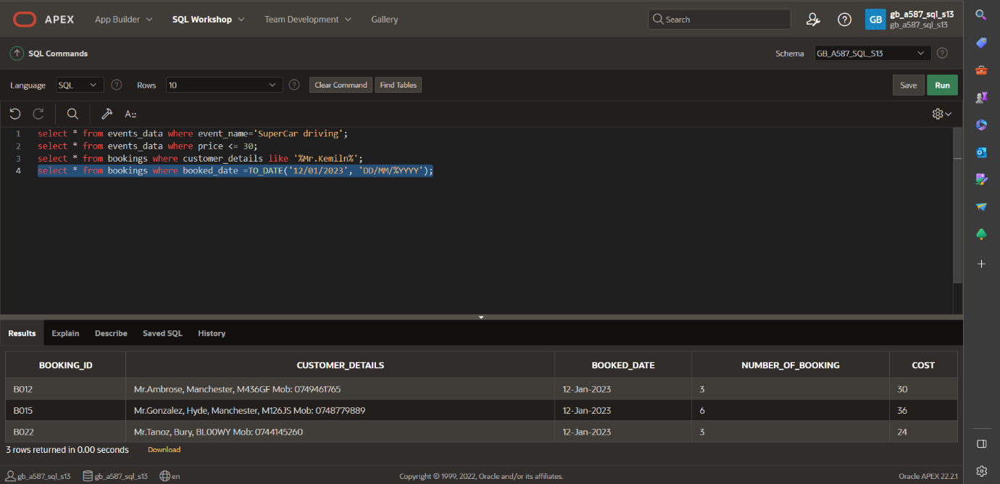 APEX App Builder SQL Workshop Team Development Gallery Search GB gb_a587_sql_s13
gb_a587_sql_s13
SQL Commands Schema GB_A587_SQL_S13
Language SQL Rows 10 Clear Command Find Tables Save Run
1 select * from events_data where event_name='SuperCar driving';
2 select * from events_data where price <= 30;
3 select * from bookings where customer_details like '%Mr.Kemiln%';
4 select * from bookings where booked_date =TO_DATE('12/01/2023', 'DD/MM/%YYYY');
Results Explain Describe Saved SQL History
BOOKING_ID CUSTOMER_DETAILS BOOKED_DATE NUMBER_OF_BOOKING COST
B012 Mr.Ambrose, Manchester, M436GF Mob: 0749461765 12-Jan-2023 3 30
B015 Mr.Gonzalez, Hyde, Manchester, M126JS Mob: 0748779889 12-Jan-2023 6 36
B022 Mr.Tanoz, Bury, BL00WY Mob: 0744145260 12-Jan-2023 3 24
3 rows returned in 0.00 seconds Download
gb_a587_sql_s13 gb_a587_sql_s13 en Copyright © 1999, 2022, Oracle and/or its affiliates. Oracle APEX 22.2.1